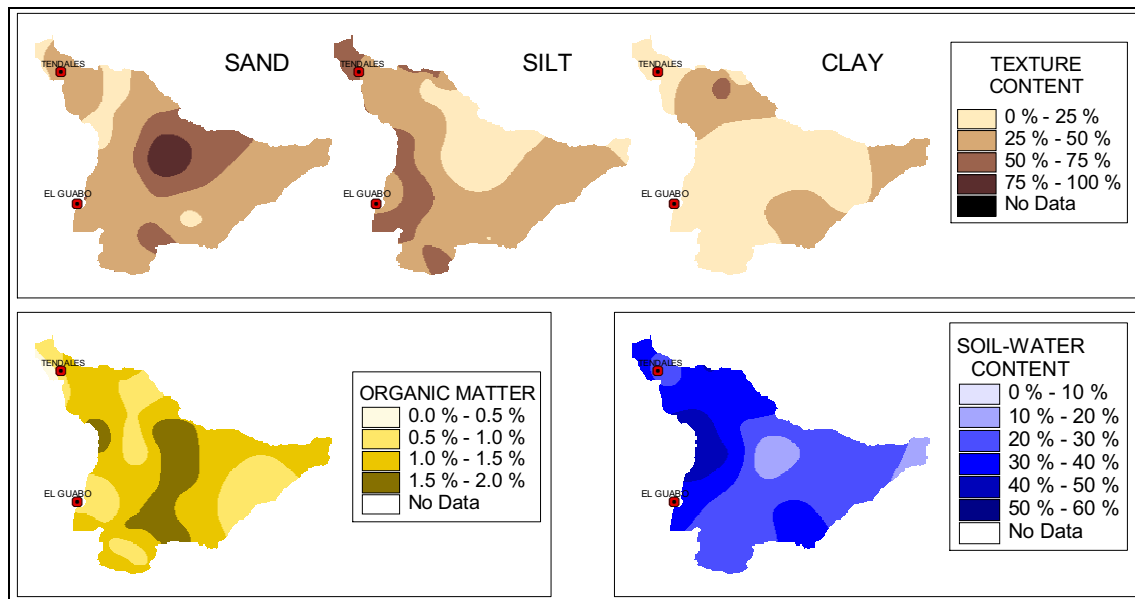 SAND
TENDALES
EL GUABO
SILT
TENDALES
EL GUABO
CLAY
TENDALES
EL GUABO
TEXTURE
CONTENT
0 % - 25 %
25 % - 50 %
50 % - 75 %
75 % - 100 %
No Data
TENDALES
EL GUABO
ORGANIC MATTER
0.0 % - 0.5 %
0.5 % - 1.0 %
1.0 % - 1.5 %
1.5 % - 2.0 %
No Data
TENDALES
EL GUABO
SOIL-WATER
CONTENT
0 % - 10 %
10 % - 20 %
20 % - 30 %
30 % - 40 %
40 % - 50 %
50 % - 60 %
No Data